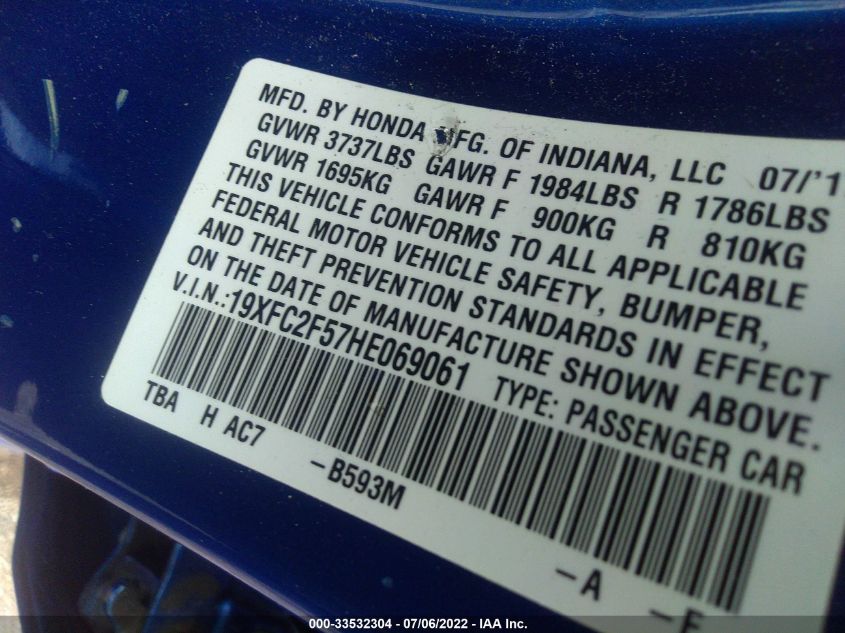 MFD. BY HONDA MFG. OF INDIANA, LLC 07/'1
GVWR 3737LBS GAWR F 1984LBS R 1786LBS
GVWR 1695KG GAWR F 900KG R 810KG
THIS VEHICLE CONFORMS TO ALL APPLICABLE
FEDERAL MOTOR VEHICLE SAFETY, BUMPER,
AND THEFT PREVENTION STANDARDS IN EFFECT
ON THE DATE OF MANUFACTURE SHOWN ABOVE.
V.I.N.:19XFC2F57HE069061 TYPE: PASSENGER CAR
TBA H AC7 –B593M –A –E
000-33532304 - 07/06/2022 - IAA Inc.